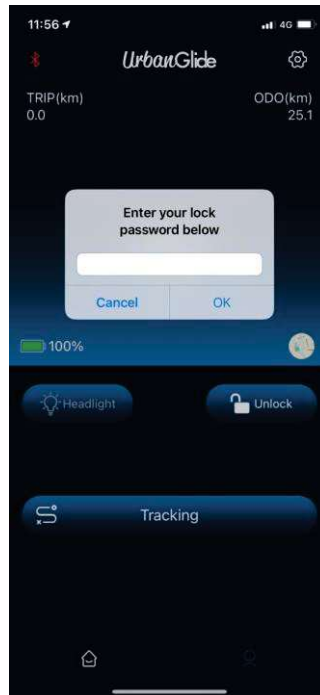 11:56 4G
UrbanGlide
TRIP(km) ODO(km)
0.0 25.1
Enter your lock
password below
Cancel OK
100%
Headlight Unlock
Tracking